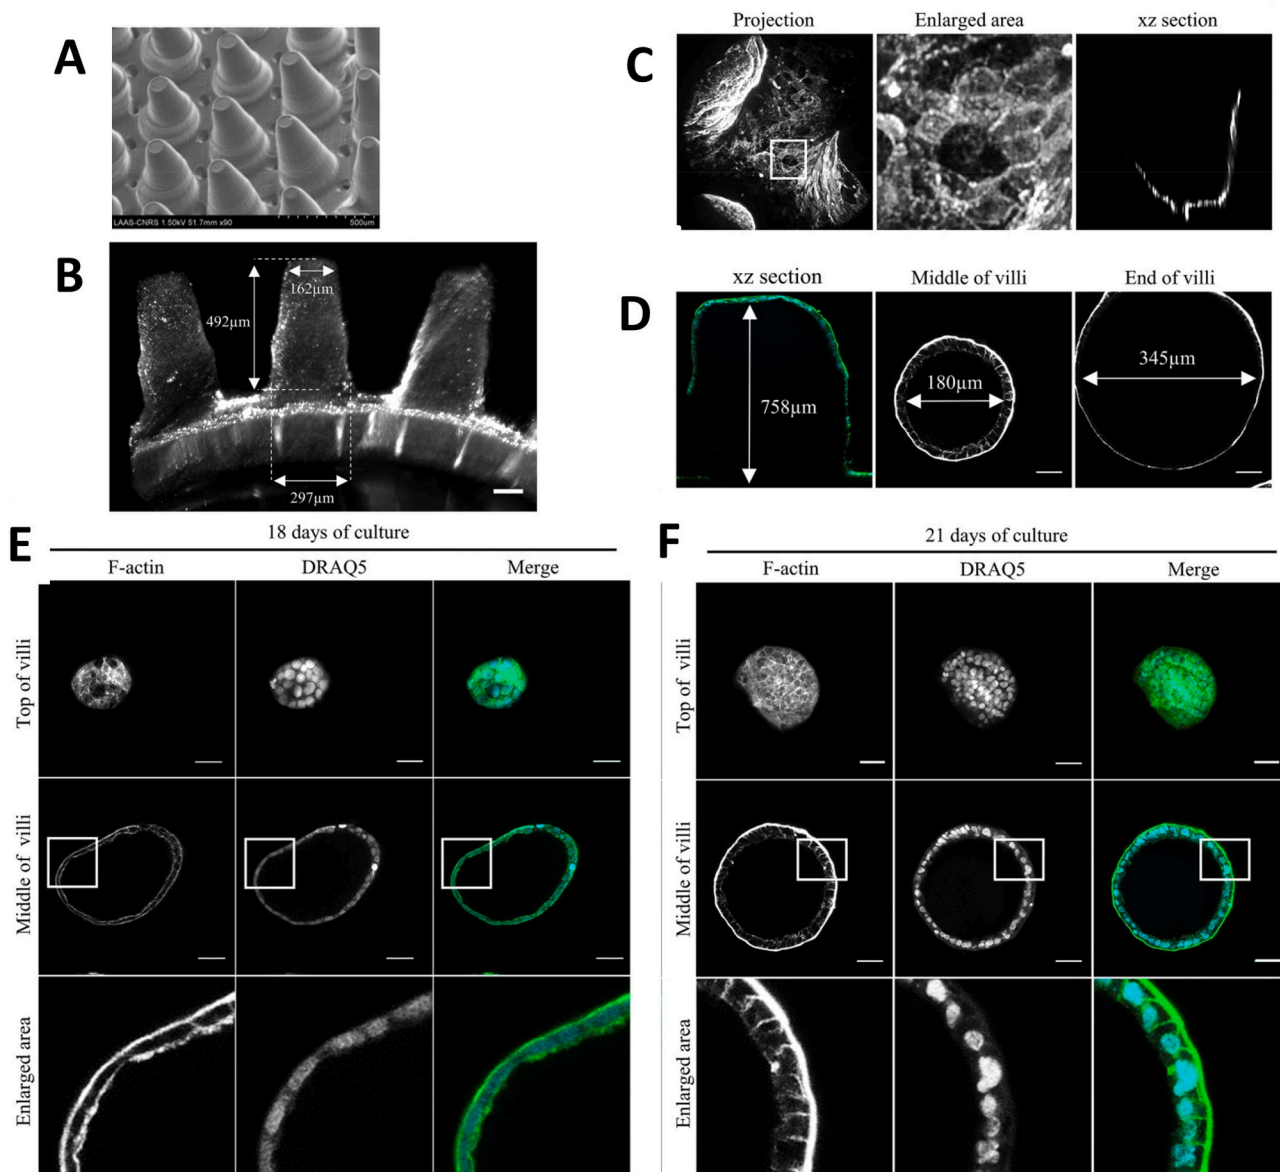 A
LAAS-CNRS 1.50kV 51.7mm x90
500um
B
162µm
492µm
297µm
C
Projection
Enlarged area
xz section
D
xz section
Middle of villi
End of villi
758µm
180µm
345µm
E
18 days of culture
F-actin
DRAQ5
Merge
Top of villi
Middle of villi
Enlarged area
F
21 days of culture
F-actin
DRAQ5
Merge
Top of villi
Middle of villi
Enlarged area